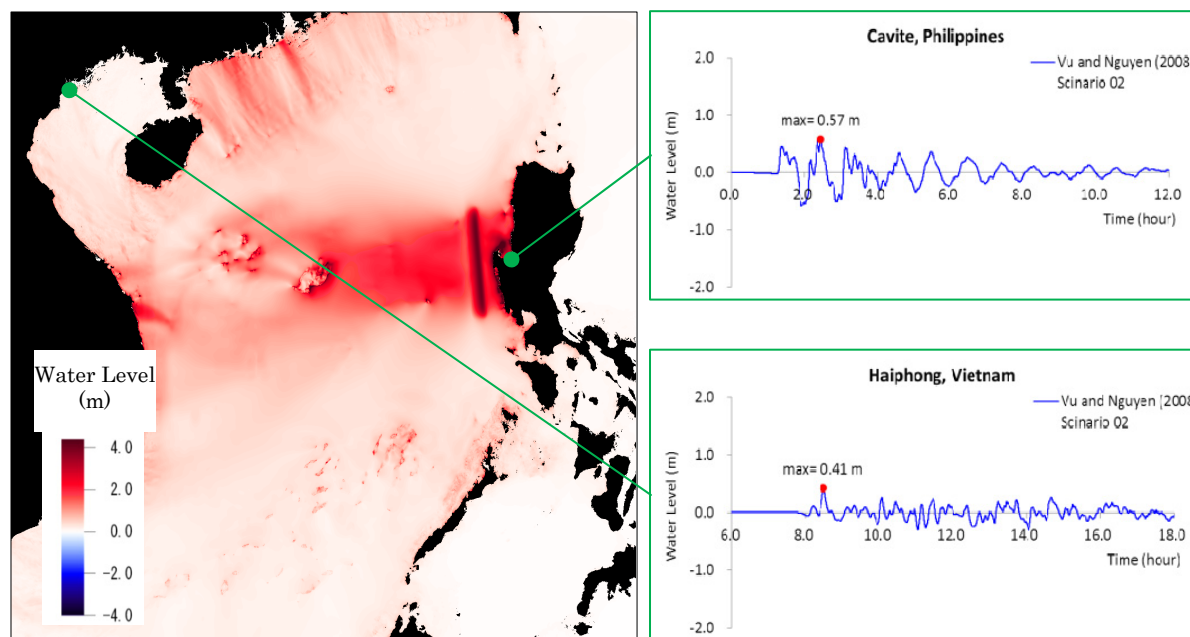 Water Level
(m)
4.0
2.0
0.0
-2.0
-4.0
Cavite, Philippines
Vu and Nguyen (2008
Scinario 02
max= 0.57 m
Water Level (m)
2.0
1.0
0.0
-1.0
-2.0
0.0 2.0 4.0 6.0 8.0 10.0 12.0
Time (hour)
Haiphong, Vietnam
Vu and Nguyen (2008
Scinario 02
max= 0.41 m
Water Level (m)
2.0
1.0
0.0
-1.0
-2.0
6.0 8.0 10.0 12.0 14.0 16.0 18.0
Time (hour)